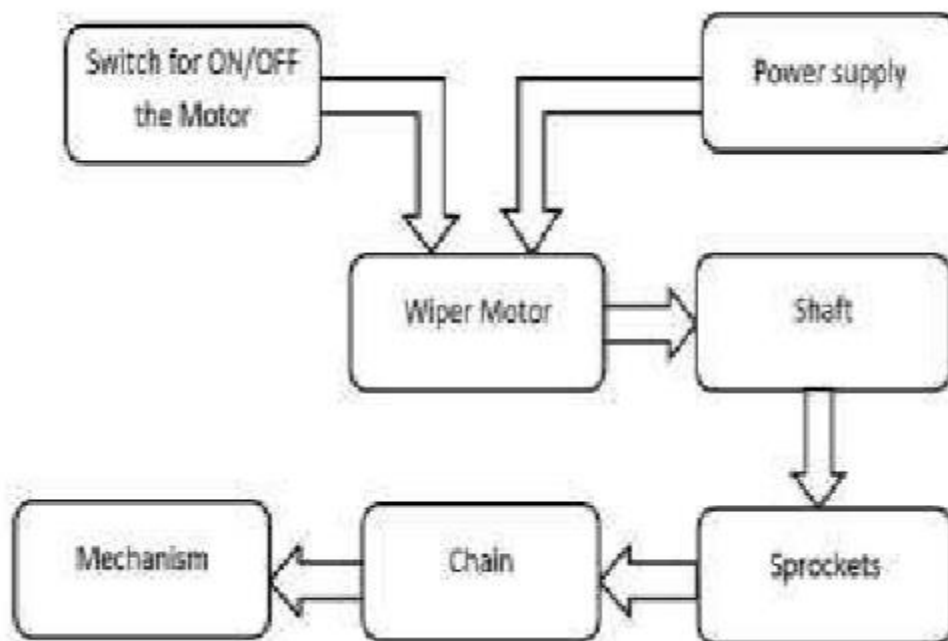 Switch for ON/OFF
the Motor
Power supply
Wiper Motor
Shaft
Mechanism
Chain
Sprockets